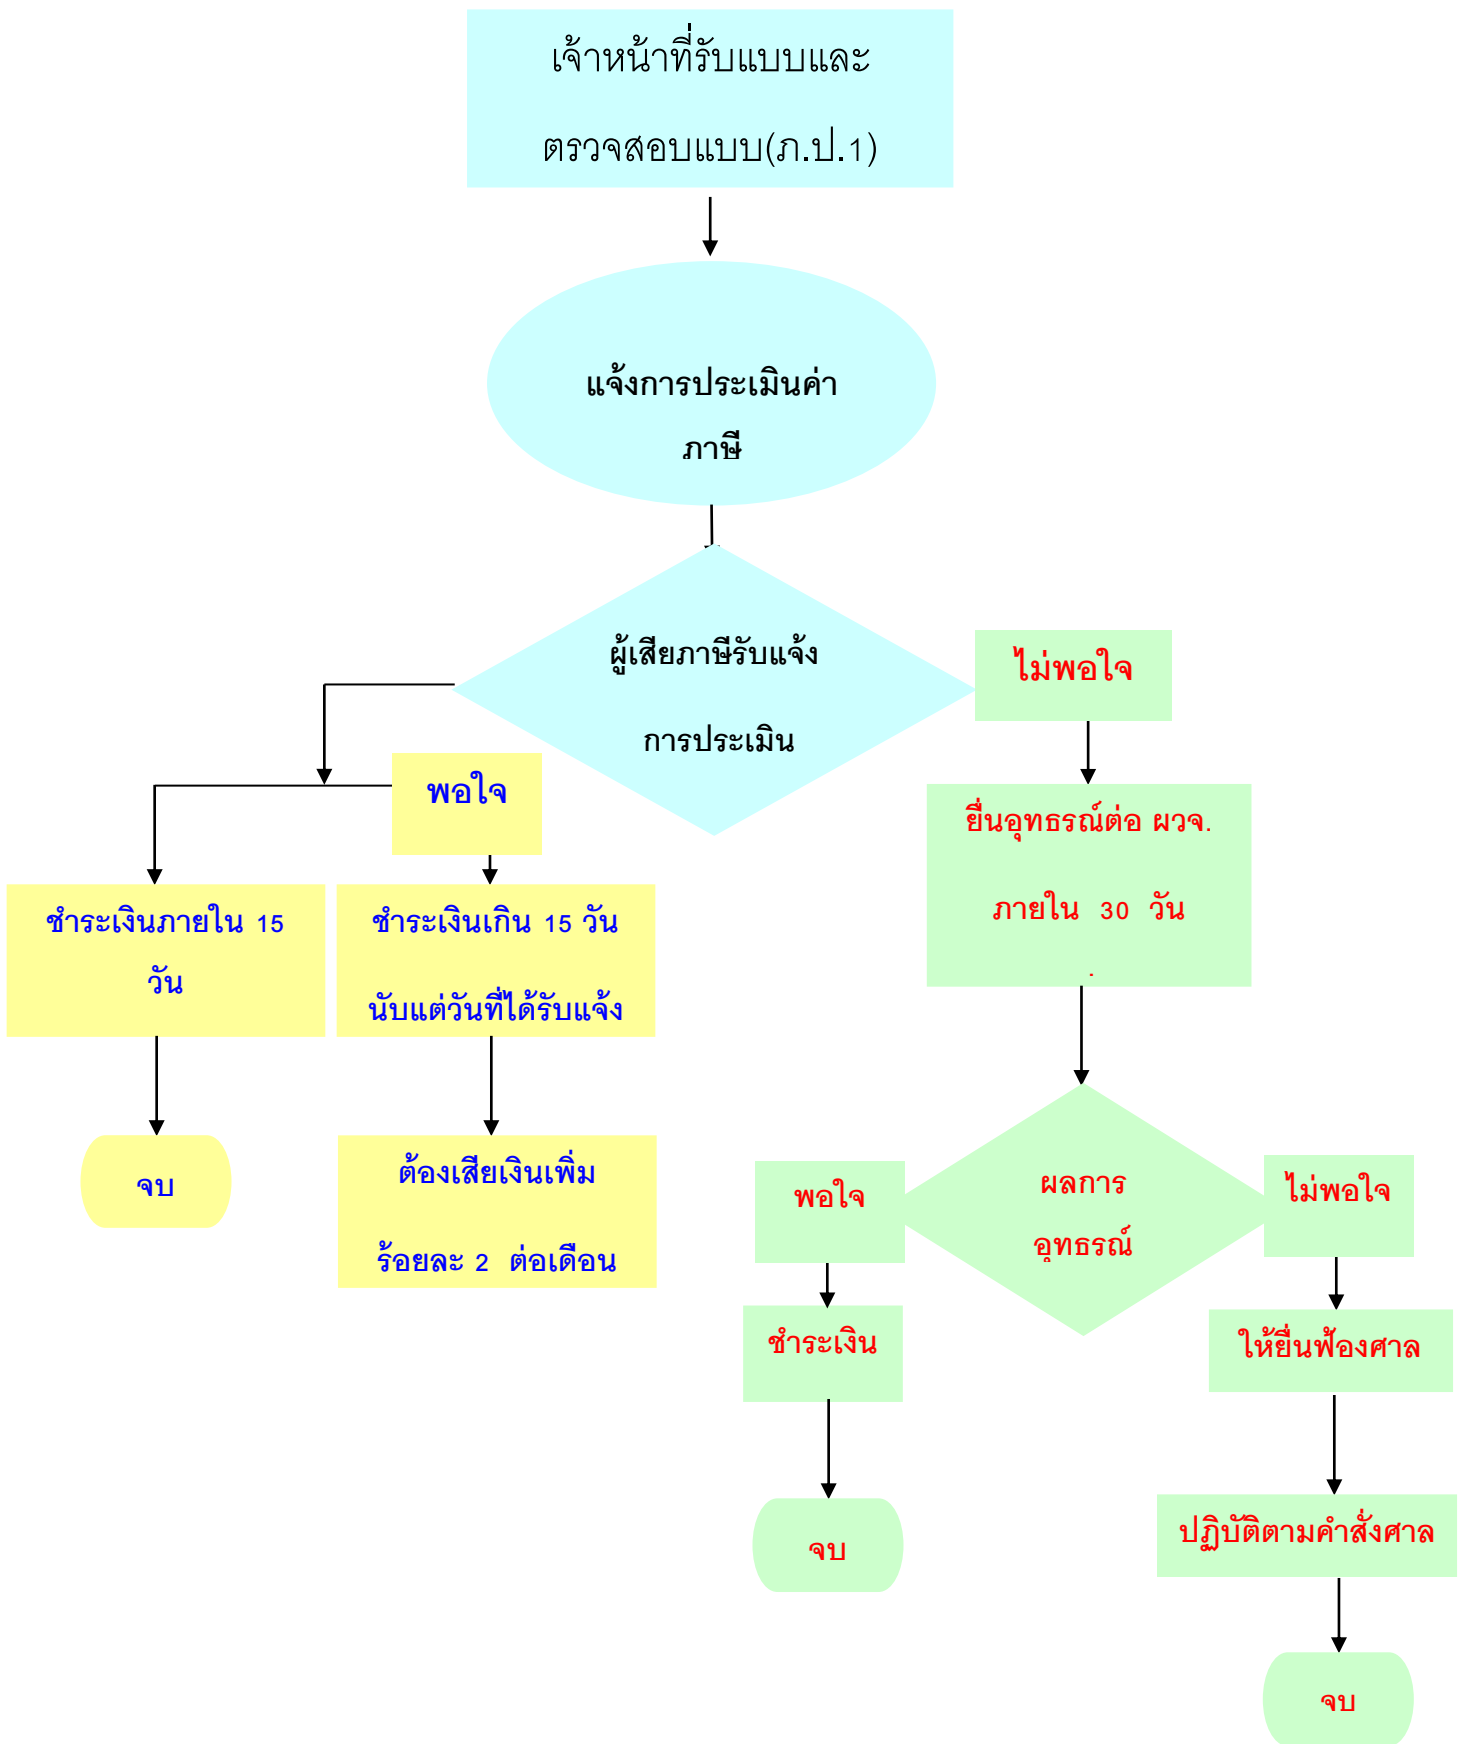 เจ้าหน้าที่รับแบบและ
ตรวจสอบแบบ(ภ.ป.1)
แจ้งการประเมินค่า
ภาษี
ผู้เสียภาษีรับแจ้ง
การประเมิน
ไม่พอใจ
พอใจ
ยื่นอุทธรณ์ต่อ ผวจ.
ภายใน 30 วัน
.
ชำระเงินภายใน 15
วัน
ชำระเงินเกิน 15 วัน
นับแต่วันที่ได้รับแจ้ง
จบ
ต้องเสียเงินเพิ่ม
ร้อยละ 2 ต่อเดือน
พอใจ
ผลการ
อุทธรณ์
ไม่พอใจ
ชำระเงิน
ให้ยื่นฟ้องศาล
จบ
ปฏิบัติตามคำสั่งศาล
จบ